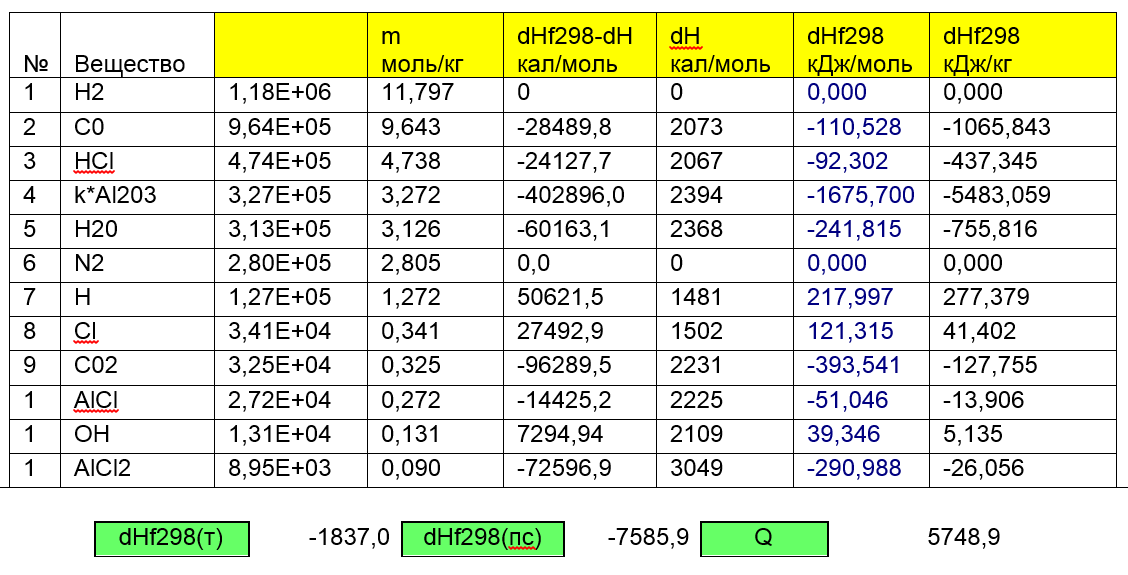 m dHf298-dH dH dHf298 dHf298
№ Вещество моль/кг кал/моль кал/моль кДж/моль кДж/кг
1 H2 1,18E+06 11,797 0 0 0,000 0,000
2 C0 9,64E+05 9,643 -28489,8 2073 -110,528 -1065,843
3 HCl 4,74E+05 4,738 -24127,7 2067 -92,302 -437,345
4 k*Al203 3,27E+05 3,272 -402896,0 2394 -1675,700 -5483,059
5 H20 3,13E+05 3,126 -60163,1 2368 -241,815 -755,816
6 N2 2,80E+05 2,805 0,0 0 0,000 0,000
7 H 1,27E+05 1,272 50621,5 1481 217,997 277,379
8 Cl 3,41E+04 0,341 27492,9 1502 121,315 41,402
9 C02 3,25E+04 0,325 -96289,5 2231 -393,541 -127,755
1 AlCl 2,72E+04 0,272 -14425,2 2225 -51,046 -13,906
1 OH 1,31E+04 0,131 7294,94 2109 39,346 5,135
1 AlCl2 8,95E+03 0,090 -72596,9 3049 -290,988 -26,056
dHf298(т) -1837,0 dHf298(пс) -7585,9 Q 5748,9